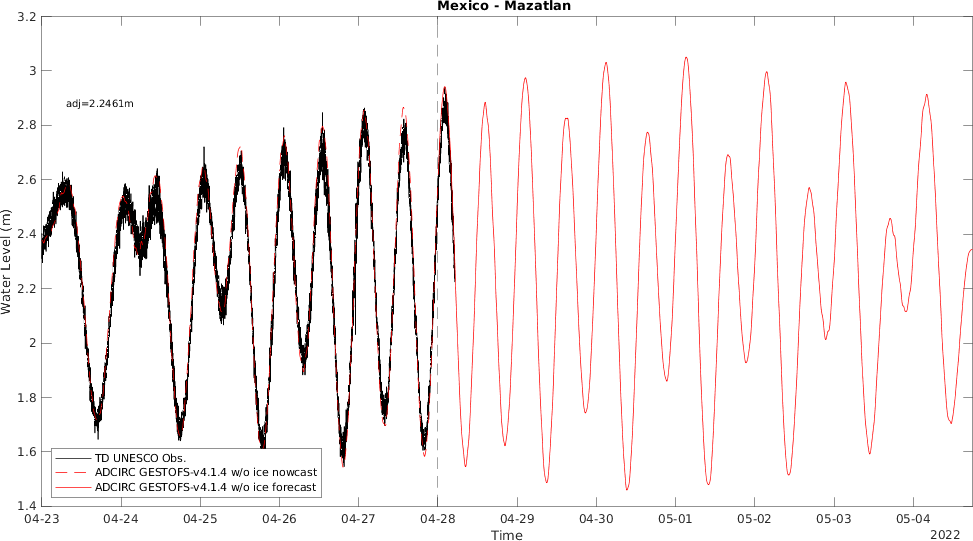 Mexico - Mazatlan
3.2
3
2.8
2.6
2.4
2.2
2
1.8
1.6
1.4
Water Level (m)
adj=2.2461m
TD UNESCO Obs.
ADCIRC GESTOFS-v4.1.4 w/o ice nowcast
ADCIRC GESTOFS-v4.1.4 w/o ice forecast
04-23 04-24 04-25 04-26 04-27 04-28 04-29 04-30 05-01 05-02 05-03 05-04
Time
2022